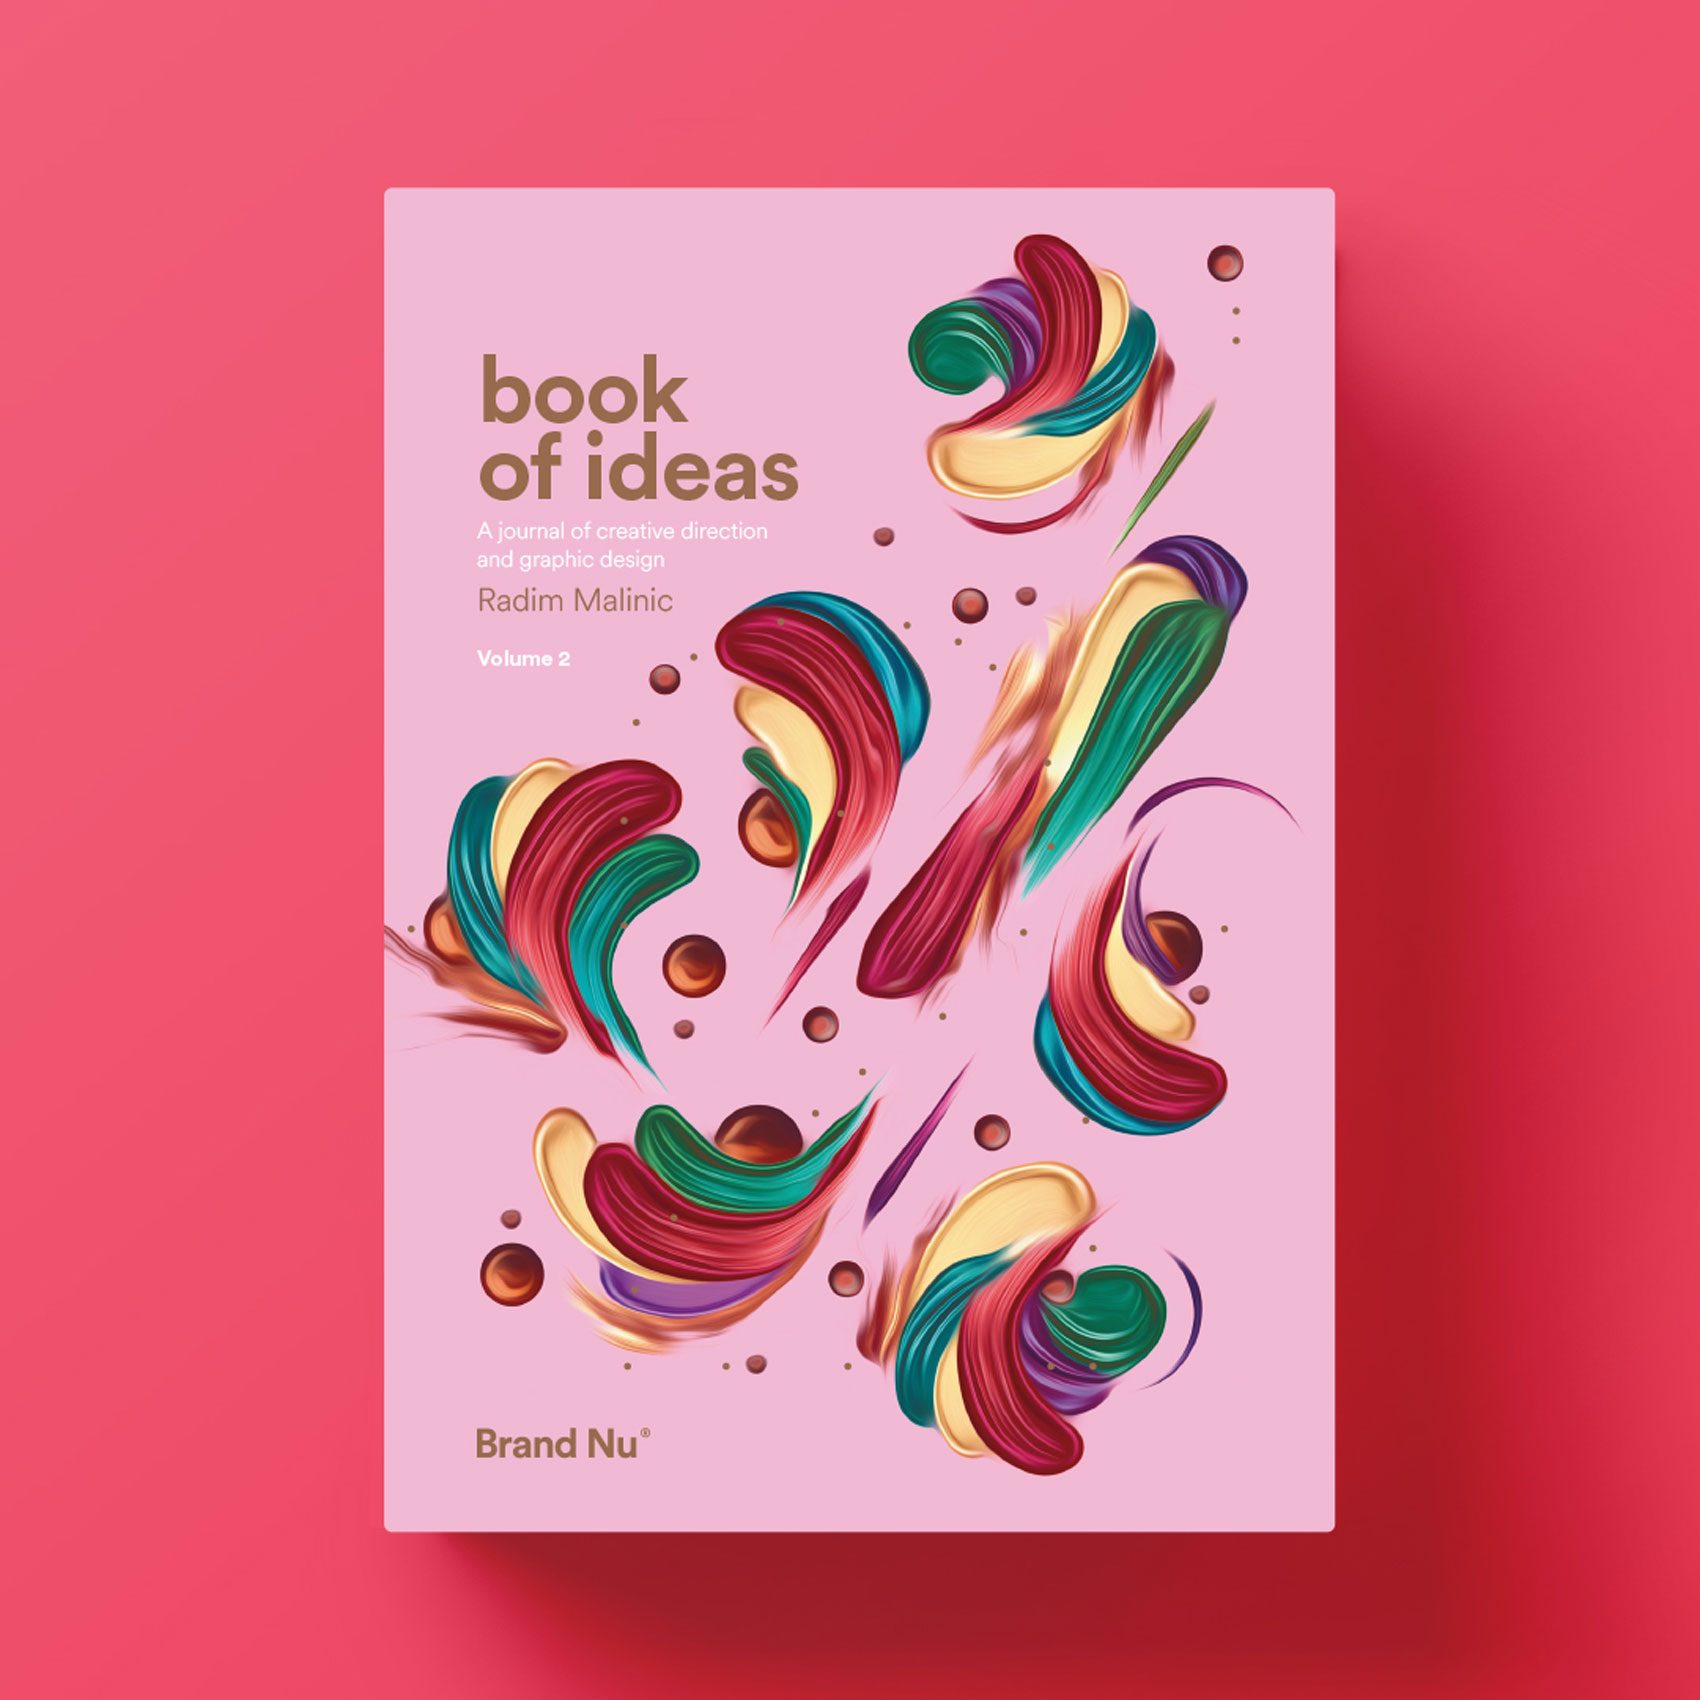 book
of ideas
A journal of creative direction
and graphic design
Radim Malinic
Volume 2
Brand Nu®